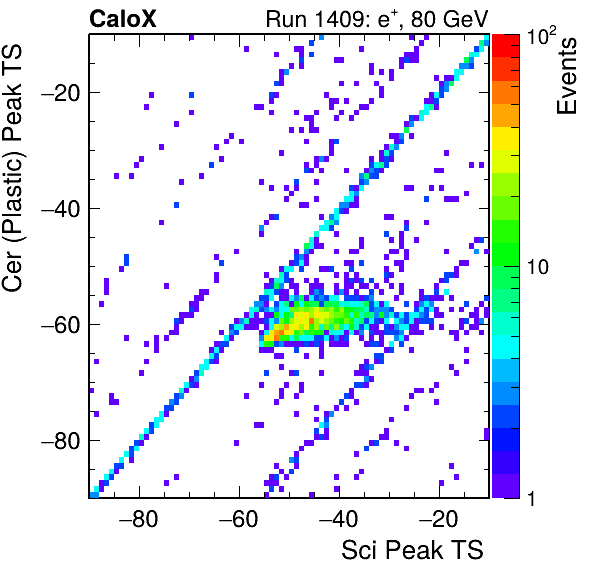 CaloX Run 1409: e⁺, 80 GeV
Cer (Plastic) Peak TS
−20
−40
−60
−80
−80 −60 −40 −20
Sci Peak TS
10²
10
1
Events